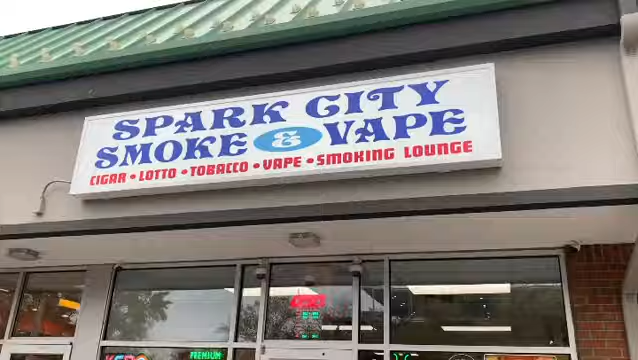 SPARK CITY
SMOKE & VAPE
CIGAR • LOTTO • TOBACCO • VAPE • SMOKING LOUNGE
PREMIUM